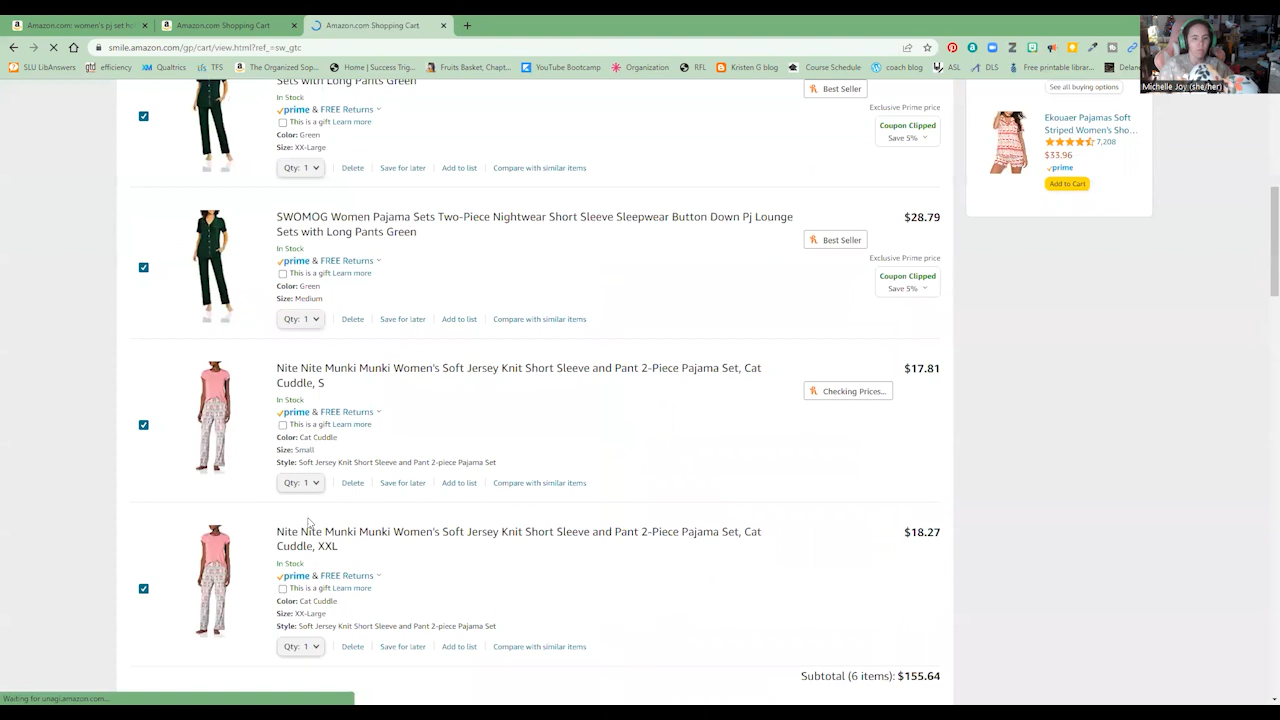 Amazon.com: women's pj set h
Amazon.com Shopping Cart
Amazon.com Shopping Cart
smile.amazon.com/gp/cart/view.html?ref_=sw_gtc
SLU LibAnswers
efficiency
Qualtrics
TFS
The Organized Sop...
Home | Success Trig...
Fruits Basket, Chapt...
YouTube Bootcamp
Organization
RFL
Kristen G blog
Course Schedule
coach blog
ASL
DLS
Free printable librar...
Delan
Michelle Joy (she/her)
Sets with Long Pants Green
In Stock
prime & FREE Returns
This is a gift Learn more
Color: Green
Size: XX-Large
Qty: 1 Delete Save for later Add to list Compare with similar items
Best Seller
Exclusive Prime price
Coupon Clipped
Save 5%
SWOMOG Women Pajama Sets Two-Piece Nightwear Short Sleeve Sleepwear Button Down Pj Lounge
Sets with Long Pants Green
In Stock
prime & FREE Returns
This is a gift Learn more
Color: Green
Size: Medium
Qty: 1 Delete Save for later Add to list Compare with similar items
$28.79
Best Seller
Exclusive Prime price
Coupon Clipped
Save 5%
Nite Nite Munki Munki Women's Soft Jersey Knit Short Sleeve and Pant 2-Piece Pajama Set, Cat
Cuddle, S
In Stock
prime & FREE Returns
This is a gift Learn more
Color: Cat Cuddle
Size: Small
Style: Soft Jersey Knit Short Sleeve and Pant 2-piece Pajama Set
Qty: 1 Delete Save for later Add to list Compare with similar items
$17.81
Checking Prices...
Nite Nite Munki Munki Women's Soft Jersey Knit Short Sleeve and Pant 2-Piece Pajama Set, Cat
Cuddle, XXL
In Stock
prime & FREE Returns
This is a gift Learn more
Color: Cat Cuddle
Size: XX-Large
Style: Soft Jersey Knit Short Sleeve and Pant 2-piece Pajama Set
Qty: 1 Delete Save for later Add to list Compare with similar items
$18.27
Subtotal (6 items): $155.64
See all buying options
Ekouaer Pajamas Soft
Striped Women's Sho...
7,208
$33.96
prime
Add to Cart
Waiting for unagi.amazon.com...